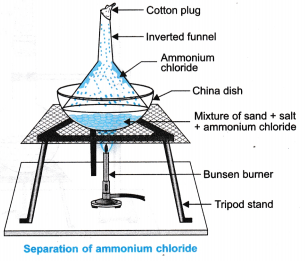 Cotton plug
Inverted funnel
Ammonium
chloride
China dish
Mixture of sand + salt
+ ammonium chloride
Bunsen burner
Tripod stand
Separation of ammonium chloride